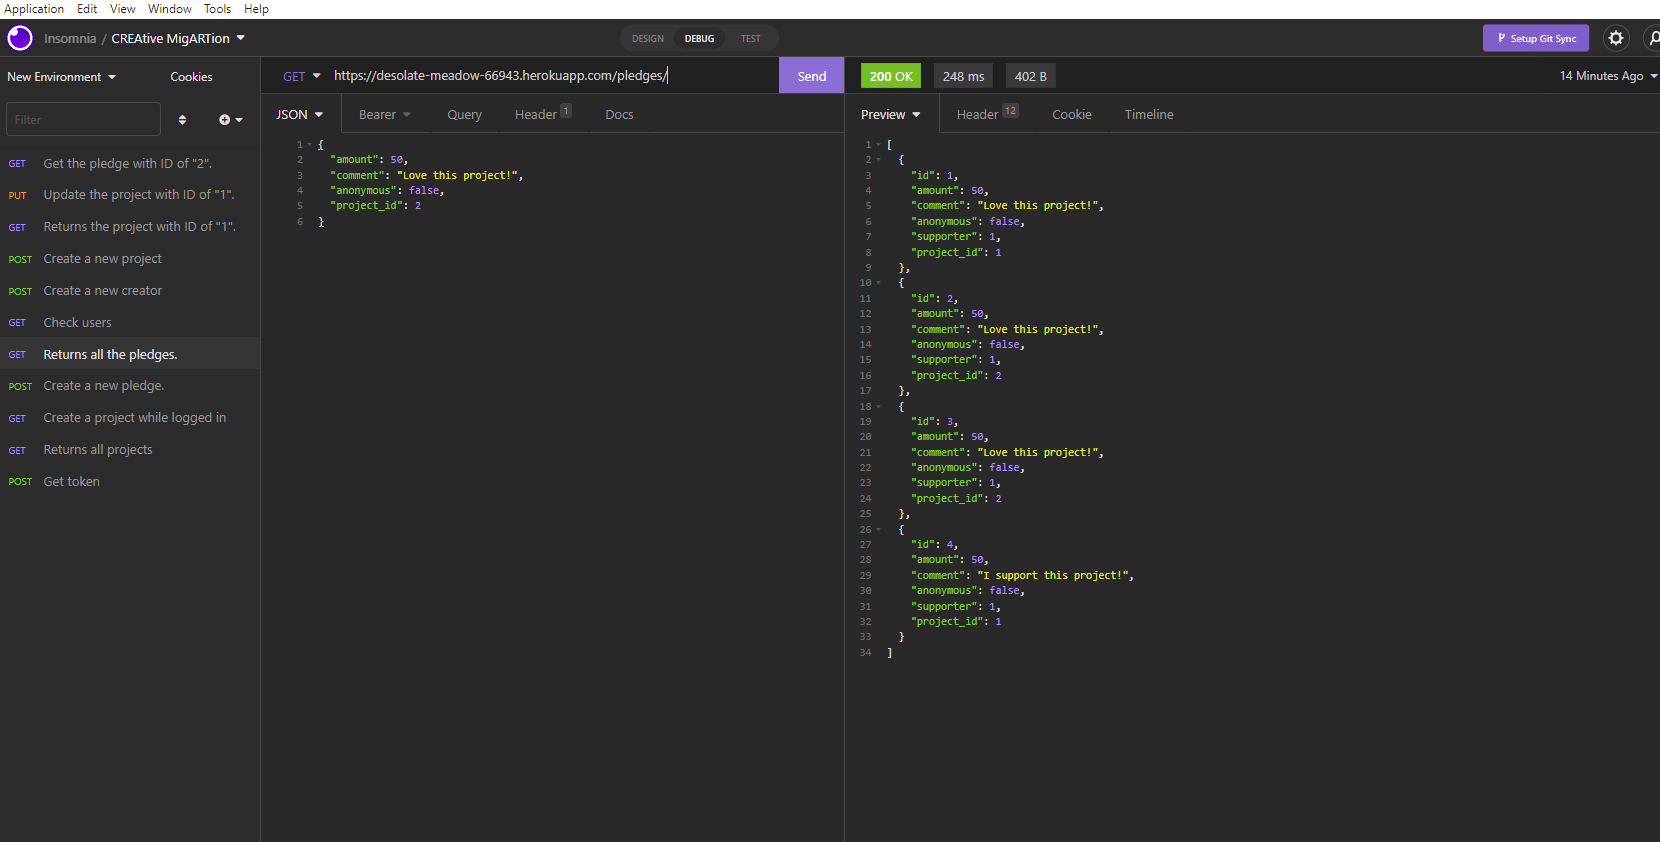 Application Edit View Window Tools Help
Insomnia / CREAtive MigARTion
DESIGN DEBUG TEST
Setup Git Sync
New Environment Cookies
Filter
GET Get the pledge with ID of "2".
PUT Update the project with ID of "1".
GET Returns the project with ID of "1".
POST Create a new project
POST Create a new creator
GET Check users
GET Returns all the pledges.
POST Create a new pledge.
GET Create a project while logged in
GET Returns all projects
POST Get token
GET https://desolate-meadow-66943.herokuapp.com/pledges/ Send
JSON Bearer Query Header 1 Docs
1 {
2 "amount": 50,
3 "comment": "Love this project!",
4 "anonymous": false,
5 "project_id": 2
6 }
200 OK 248 ms 402 B 14 Minutes Ago
Preview Header 12 Cookie Timeline
1 [
2 {
3 "id": 1,
4 "amount": 50,
5 "comment": "Love this project!",
6 "anonymous": false,
7 "supporter": 1,
8 "project_id": 1
9 },
10 {
11 "id": 2,
12 "amount": 50,
13 "comment": "Love this project!",
14 "anonymous": false,
15 "supporter": 1,
16 "project_id": 2
17 },
18 {
19 "id": 3,
20 "amount": 50,
21 "comment": "Love this project!",
22 "anonymous": false,
23 "supporter": 1,
24 "project_id": 2
25 },
26 {
27 "id": 4,
28 "amount": 50,
29 "comment": "I support this project!",
30 "anonymous": false,
31 "supporter": 1,
32 "project_id": 1
33 }
34 ]